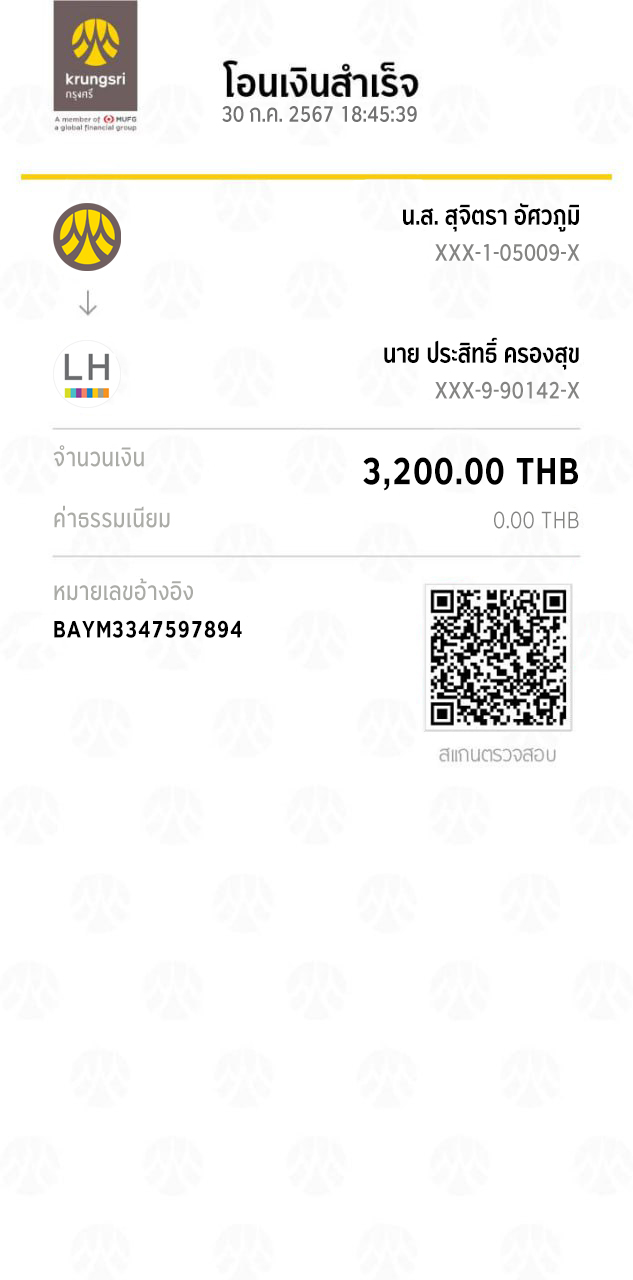 krungsri
กรุงศรี
A member of MUFG
a global financial group
โอนเงินสำเร็จ
30 ก.ค. 2567 18:45:39
น.ส. สุจิตรา อัศวภูมิ
XXX-1-05009-X
LH
นาย ประสิทธิ์ ครองสุข
XXX-9-90142-X
จำนวนเงิน
3,200.00 THB
ค่าธรรมเนียม
0.00 THB
หมายเลขอ้างอิง
BAYM3347597894
สแกนตรวจสอบ